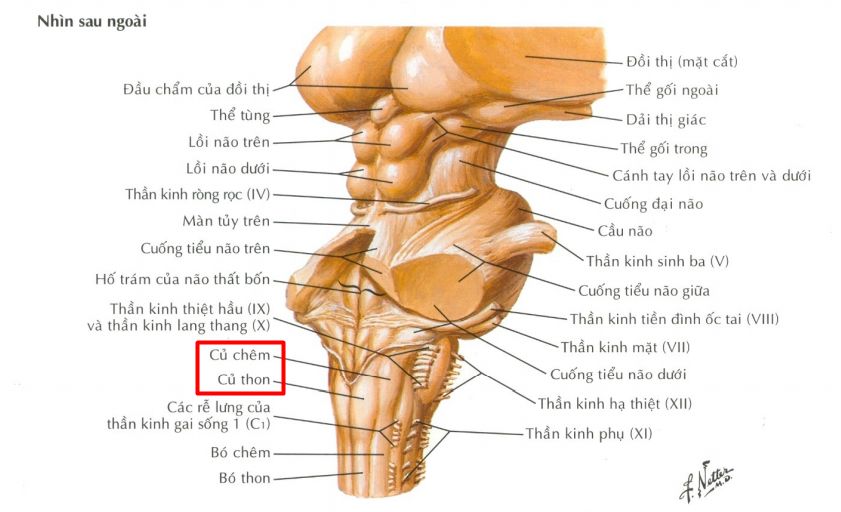 Nhìn sau ngoài
Đầu chẩm của đồi thị
Thể tùng
Lồi não trên
Lồi não dưới
Thần kinh ròng rọc (IV)
Màn tủy trên
Cuống tiểu não trên
Hố trám của não thất bốn
Thần kinh thiệt hầu (IX)
và thần kinh lang thang (X)
Củ chêm
Củ thon
Các rễ lưng của
thần kinh gai sống 1 (C1)
Bó chêm
Bó thon
Đồi thị (mặt cắt)
Thể gối ngoài
Dải thị giác
Thể gối trong
Cánh tay lồi não trên và dưới
Cuống đại não
Cầu não
Thần kinh sinh ba (V)
Cuống tiểu não giữa
Thần kinh tiền đình ốc tai (VIII)
Thần kinh mặt (VII)
Cuống tiểu não dưới
Thần kinh hạ thiệt (XII)
Thần kinh phụ (XI)
F. Netter
M.D.